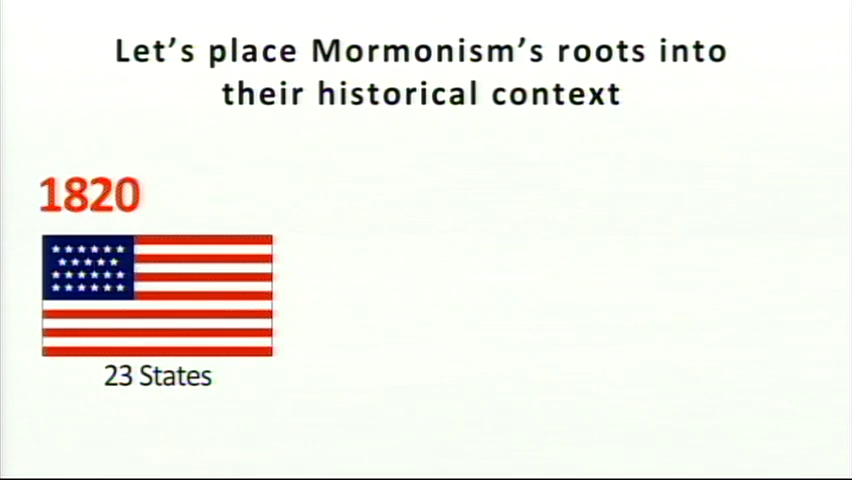 Let’s place Mormonism’s roots into
their historical context
1820
23 States